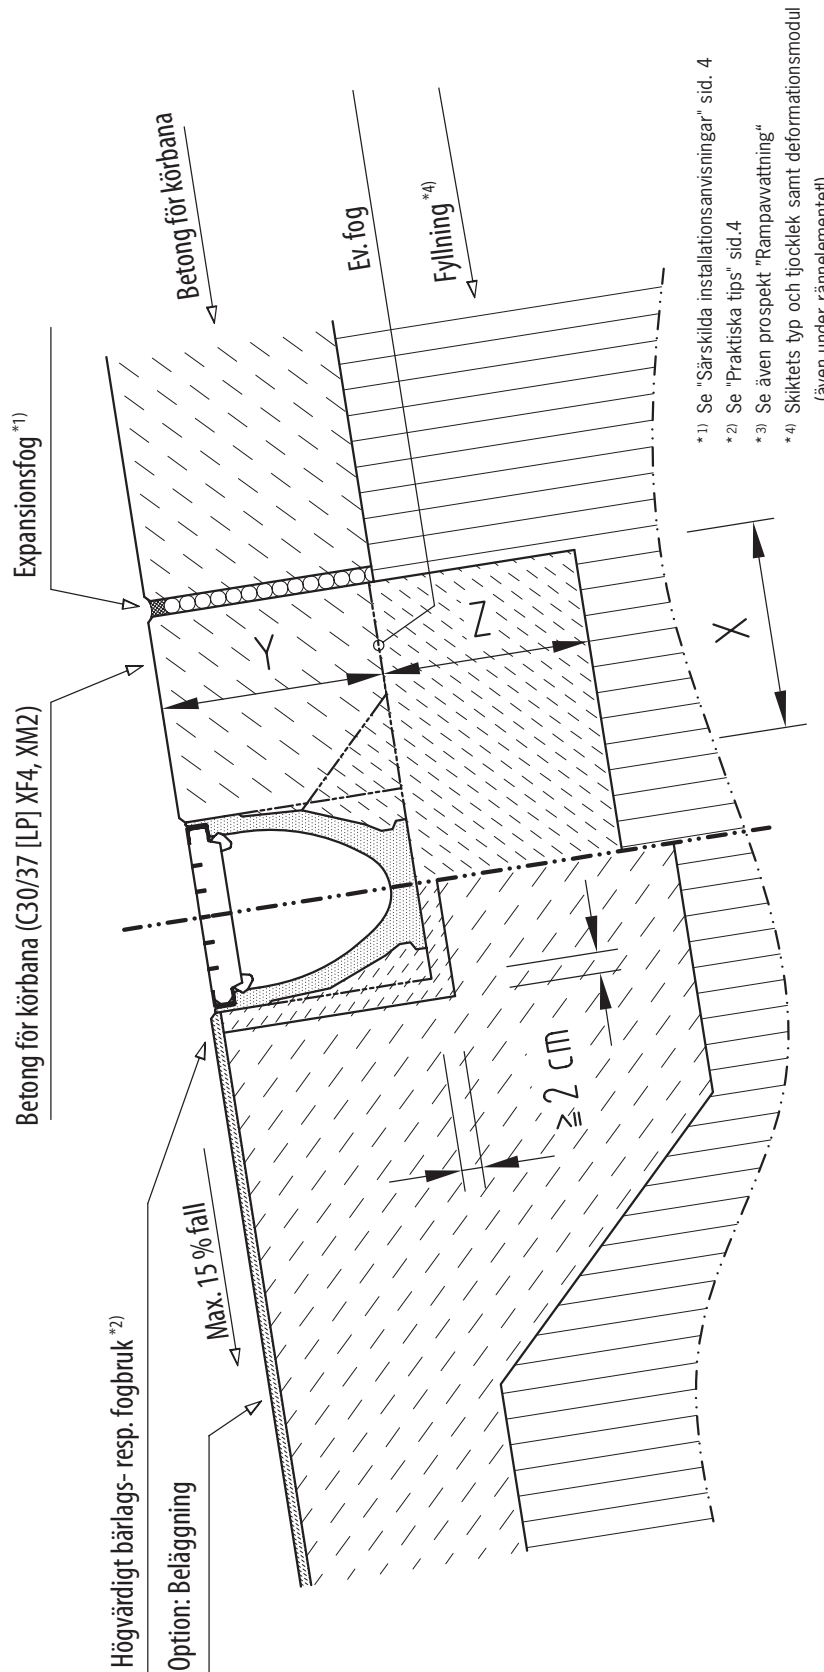 Expansionsfog *1)
Betong för körbana (C30/37 [LP] XF4, XM2)
Högvärdigt bärlags- resp. fogbruk *2)
Option: Beläggning
Max. 15 % fall
Betong för körbana
Ev. fog
Fyllning *4)
Y
Z
X
≧2 cm
*1) Se "Särskilda installationsanvisningar" sid. 4
*2) Se "Praktiska tips" sid.4
*3) Se även prospekt "Rampavvattning“
*4) Skiktets typ och tjocklek samt deformationsmodul
(även under rännelementet!)